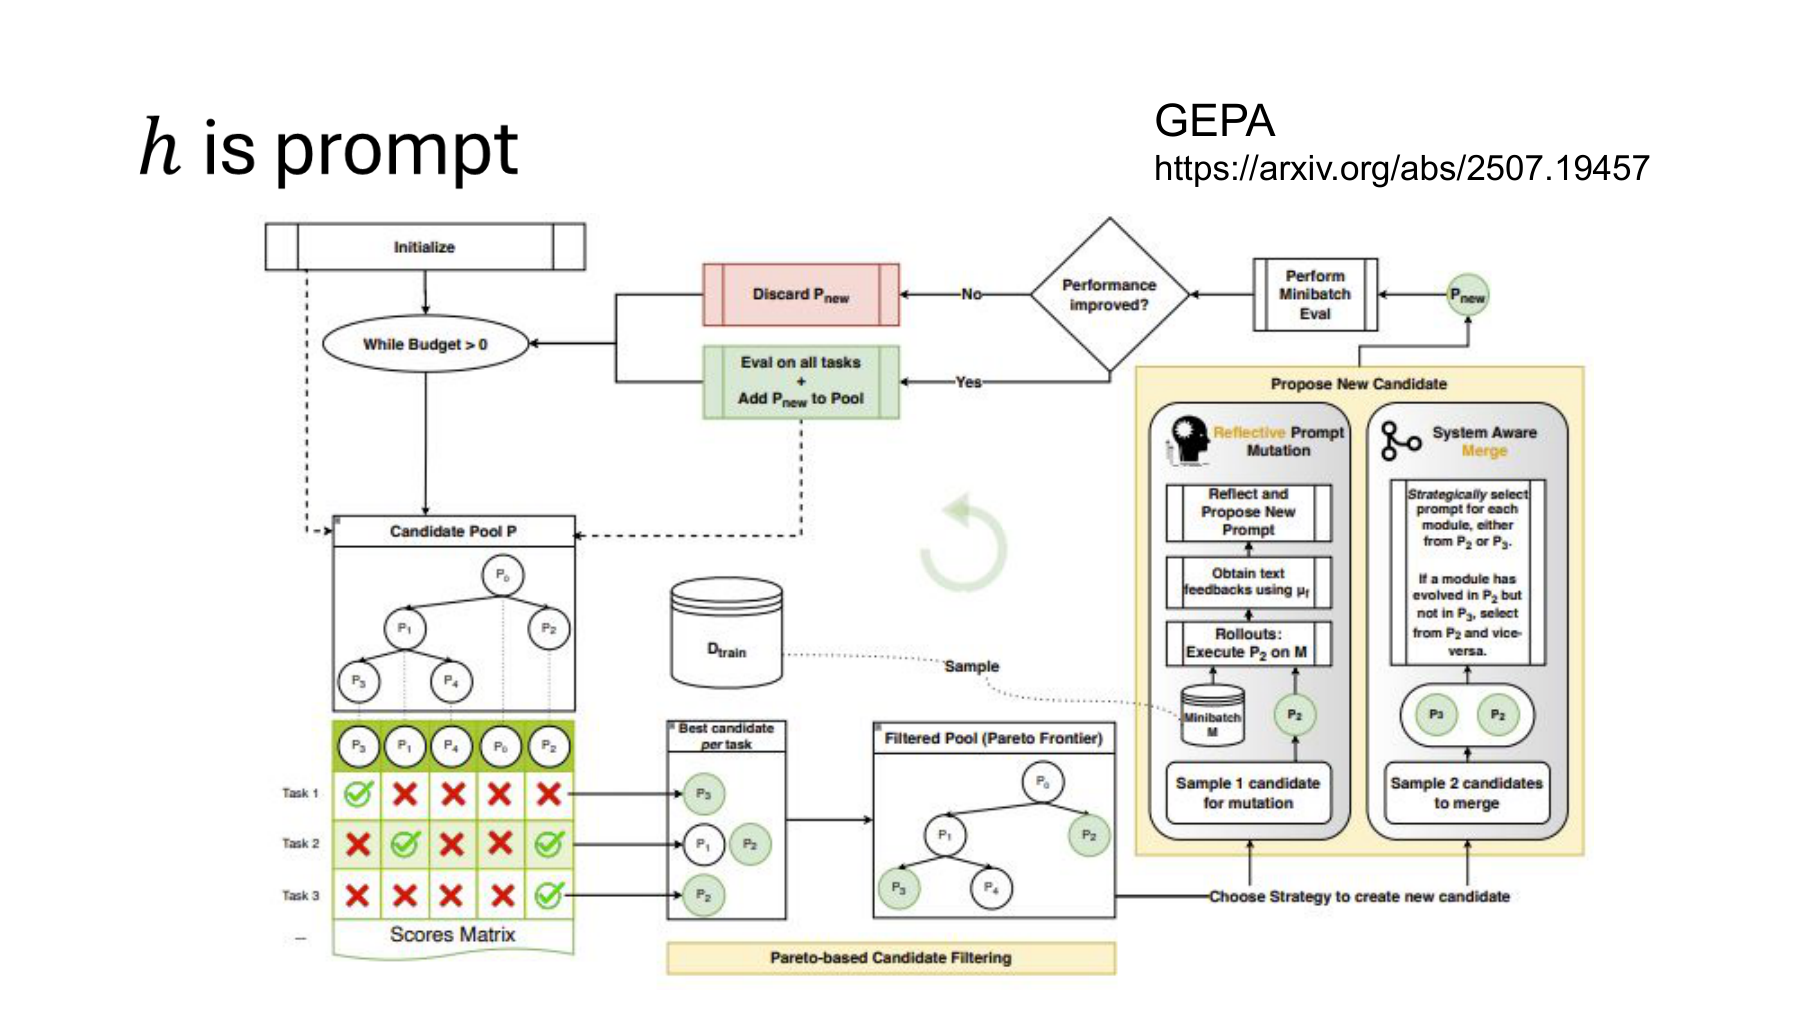 h is prompt
GEPA
https://arxiv.org/abs/2507.19457
Initialize
While Budget > 0
Discard Pnew
No
Performance
improved?
Perform
Minibatch
Eval
Pnew
Eval on all tasks
+
Add Pnew to Pool
Yes
Propose New Candidate
Reflective Prompt
Mutation
Reflect and
Propose New
Prompt
Obtain text
feedbacks using μf
Rollouts:
Execute P2 on M
Minibatch
M
P2
Sample 1 candidate
for mutation
System Aware
Merge
Strategically select
prompt for each
module, either
from P2 or P3.
If a module has
evolved in P2 but
not in P3, select
from P2 and vice-
versa.
P3 P2
Sample 2 candidates
to merge
Candidate Pool P
P0
P1 P2
P3 P4
Dtrain
Sample
P3 P1 P4 P0 P2
Task 1
Task 2
Task 3
...
Scores Matrix
Best candidate
per task
P3
P1 P2
P2
Filtered Pool (Pareto Frontier)
P0
P1 P2
P3 P4
Choose Strategy to create new candidate
Pareto-based Candidate Filtering